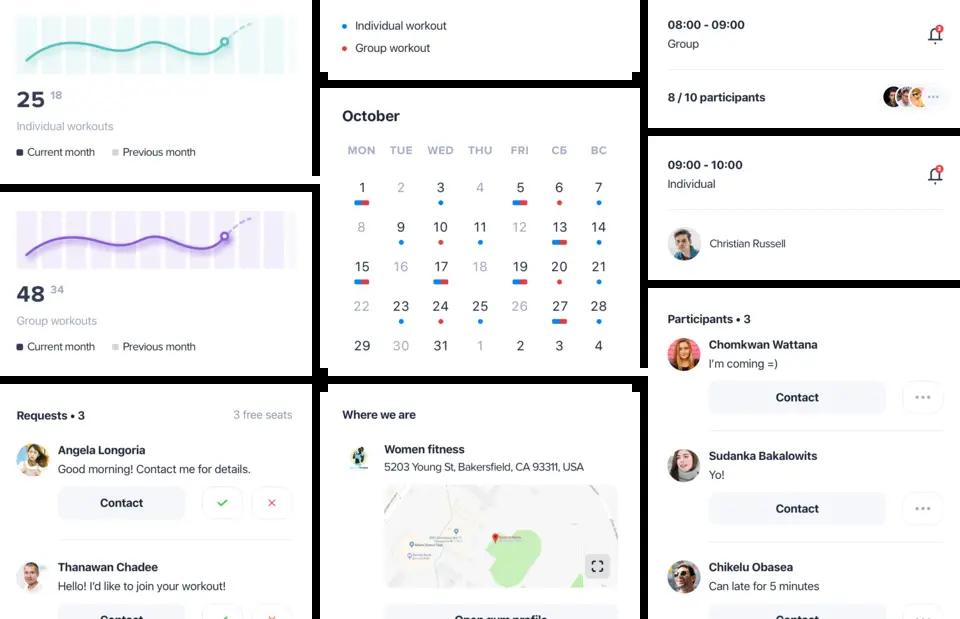 25 18
Individual workouts
Current month
Previous month
48 34
Group workouts
Current month
Previous month
Requests • 3
3 free seats
Angela Longoria
Good morning! Contact me for details.
Contact
Thanawan Chadee
Hello! I'd like to join your workout!
Contact
Individual workout
Group workout
October
MON TUE WED THU FRI СБ ВС
1 2 3 4 5 6 7
8 9 10 11 12 13 14
15 16 17 18 19 20 21
22 23 24 25 26 27 28
29 30 31 1 2 3 4
Where we are
Women fitness
5203 Young St, Bakersfield, CA 93311, USA
Open gym profile
08:00 - 09:00
Group
8 / 10 participants
09:00 - 10:00
Individual
Christian Russell
Participants • 3
Chomkwan Wattana
I'm coming =)
Contact
Sudanka Bakalowits
Yo!
Contact
Chikelu Obasea
Can late for 5 minutes
Contact